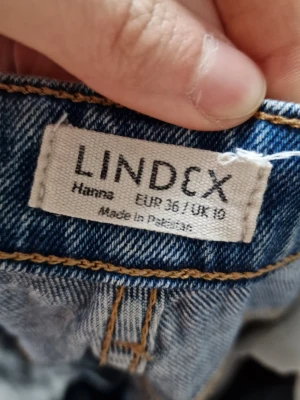 LINDEX
Hanna EUR 36 / UK 10
Made in Pakistan